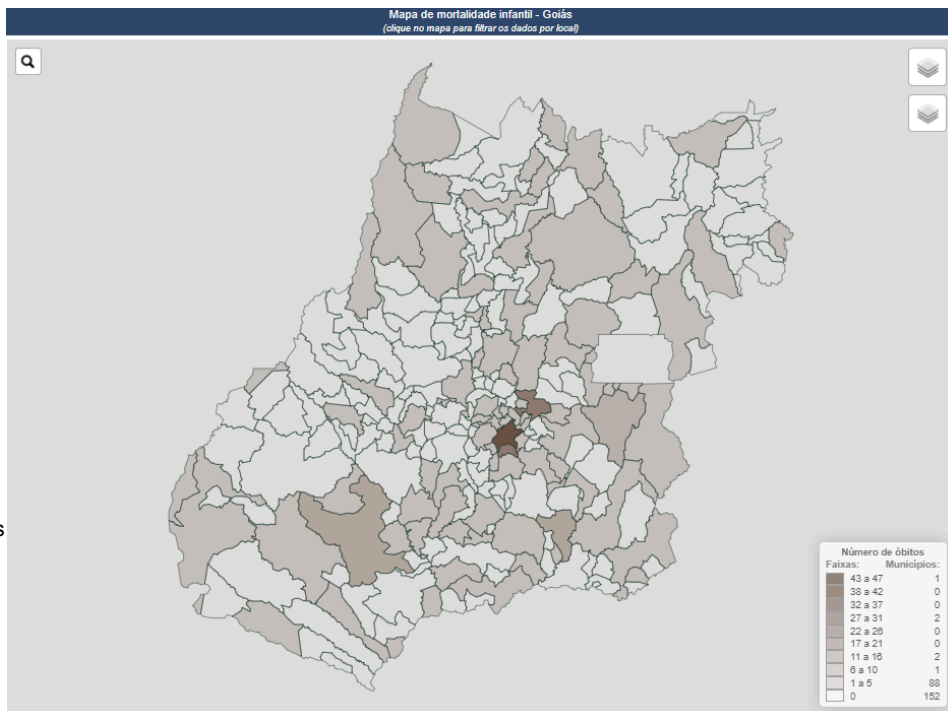 Mapa de mortalidade infantil - Goiás
(clique no mapa para filtrar os dados por local)
s
Número de óbitos
Faixas: Municípios:
43 a 47 1
38 a 42 0
32 a 37 0
27 a 31 2
22 a 26 0
17 a 21 0
11 a 16 2
6 a 10 1
1 a 5 88
0 152